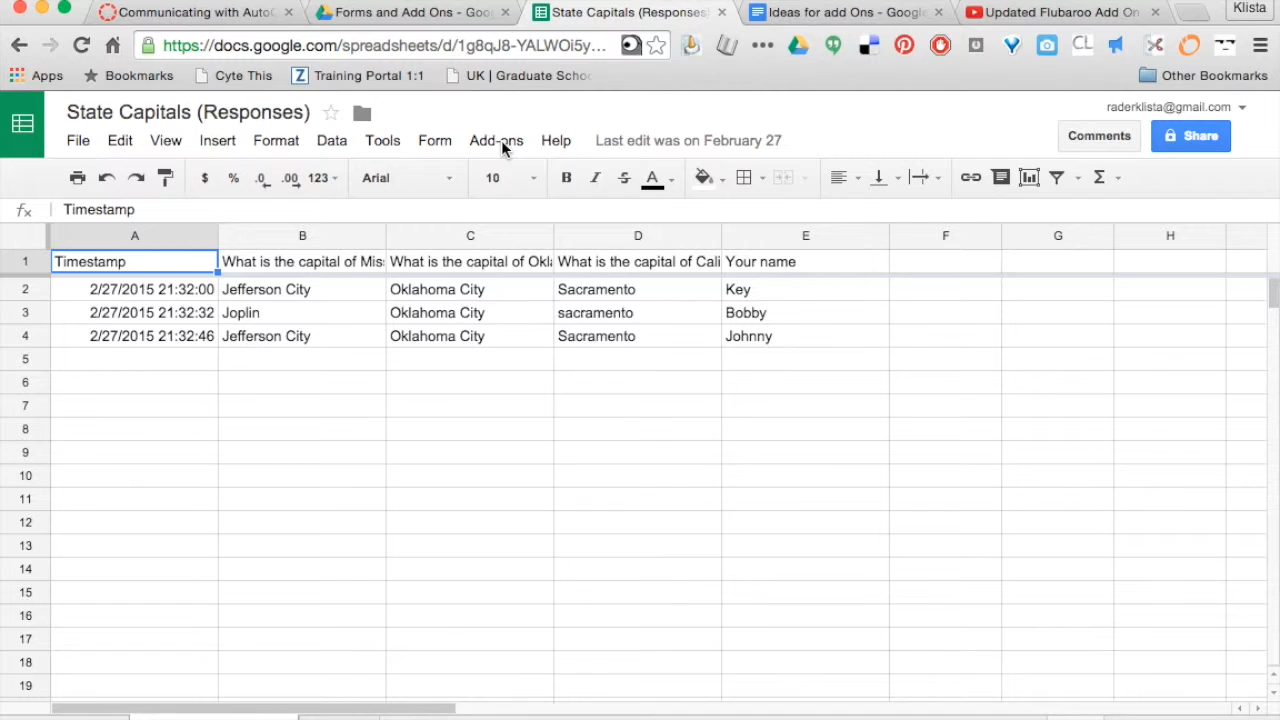 Communicating with Auto
Forms and Add Ons - Goog
State Capitals (Responses)
Ideas for add Ons - Google
Updated Flubaroo Add On
Klista
https://docs.google.com/spreadsheets/d/1g8qJ8-YALWOi5y...
CL
Apps
Bookmarks
Cyte This
Z Training Portal 1:1
UK | Graduate Scho
Other Bookmarks
State Capitals (Responses)
raderklista@gmail.com
File Edit View Insert Format Data Tools Form Add-ons Help Last edit was on February 27
Comments
Share
$ % .0 .00 123 Arial 10 B I S A Σ
fx Timestamp
A B C D E F G H
1 Timestamp What is the capital of Mis What is the capital of Okla What is the capital of Cali Your name
2 2/27/2015 21:32:00 Jefferson City Oklahoma City Sacramento Key
3 2/27/2015 21:32:32 Joplin Oklahoma City sacramento Bobby
4 2/27/2015 21:32:46 Jefferson City Oklahoma City Sacramento Johnny
5
6
7
8
9
10
11
12
13
14
15
16
17
18
19